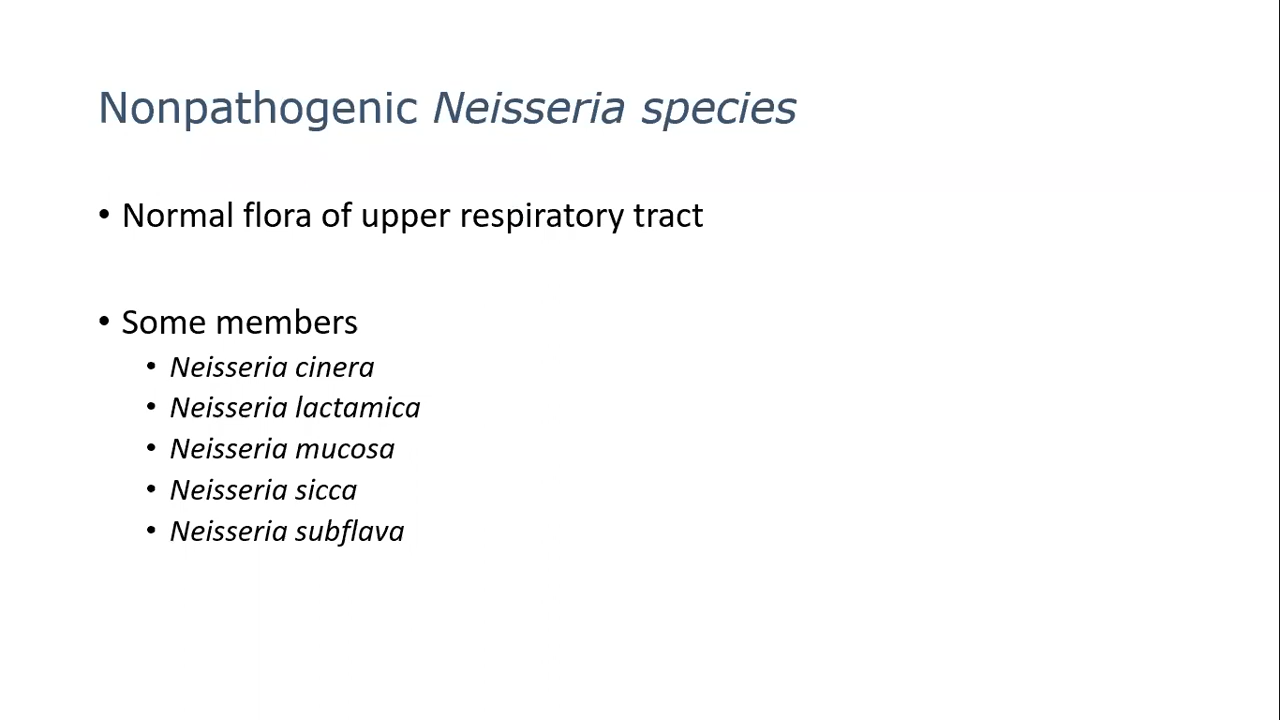 Nonpathogenic Neisseria species
• Normal flora of upper respiratory tract
• Some members
• Neisseria cinera
• Neisseria lactamica
• Neisseria mucosa
• Neisseria sicca
• Neisseria subflava